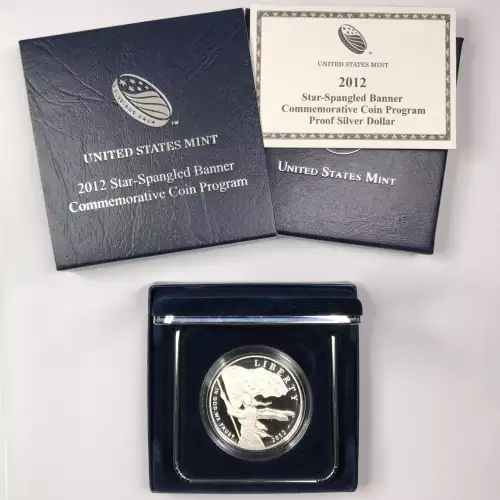 UNITED STATES MINT
2012 Star-Spangled Banner
Commemorative Coin Program
UNITED STATES MINT
2012
Star-Spangled Banner
Commemorative Coin Program
Proof Silver Dollar
UNITED STATES MINT
LIBERTY
IN GOD WE TRUST
2012